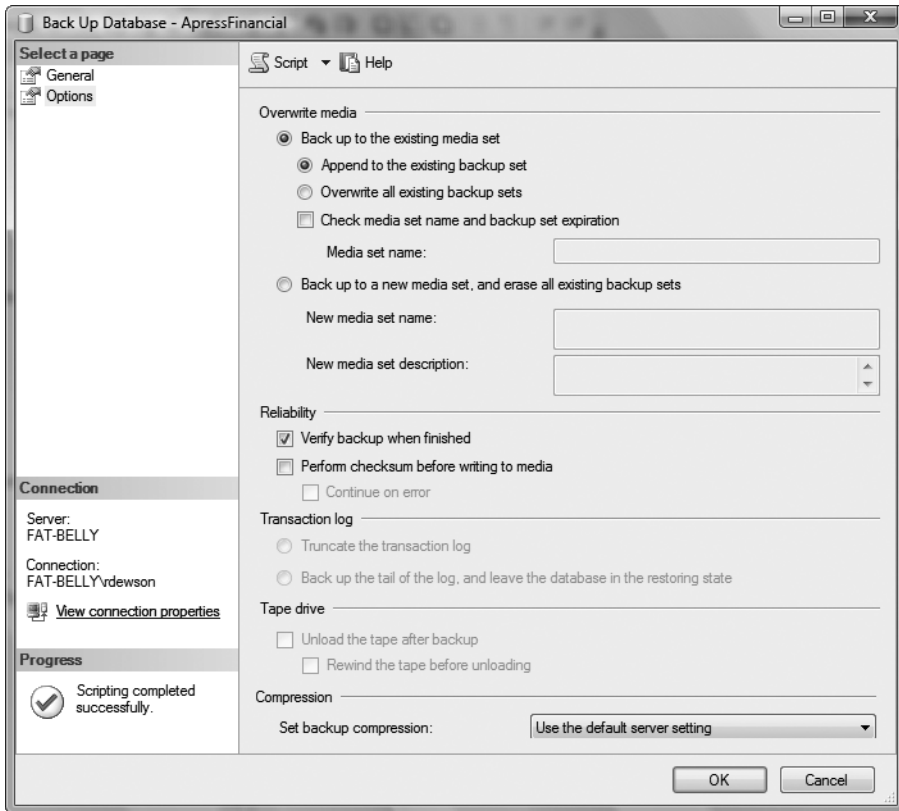 Back Up Database - ApressFinancial
Select a page
General
Options
Script
Help
Overwrite media
Back up to the existing media set
Append to the existing backup set
Overwrite all existing backup sets
Check media set name and backup set expiration
Media set name:
Back up to a new media set, and erase all existing backup sets
New media set name:
New media set description:
Reliability
Verify backup when finished
Perform checksum before writing to media
Continue on error
Transaction log
Truncate the transaction log
Back up the tail of the log, and leave the database in the restoring state
Tape drive
Unload the tape after backup
Rewind the tape before unloading
Compression
Set backup compression:
Use the default server setting
Connection
Server:
FAT-BELLY
Connection:
FAT-BELLY\rdewson
View connection properties
Progress
Scripting completed
successfully.
OK
Cancel